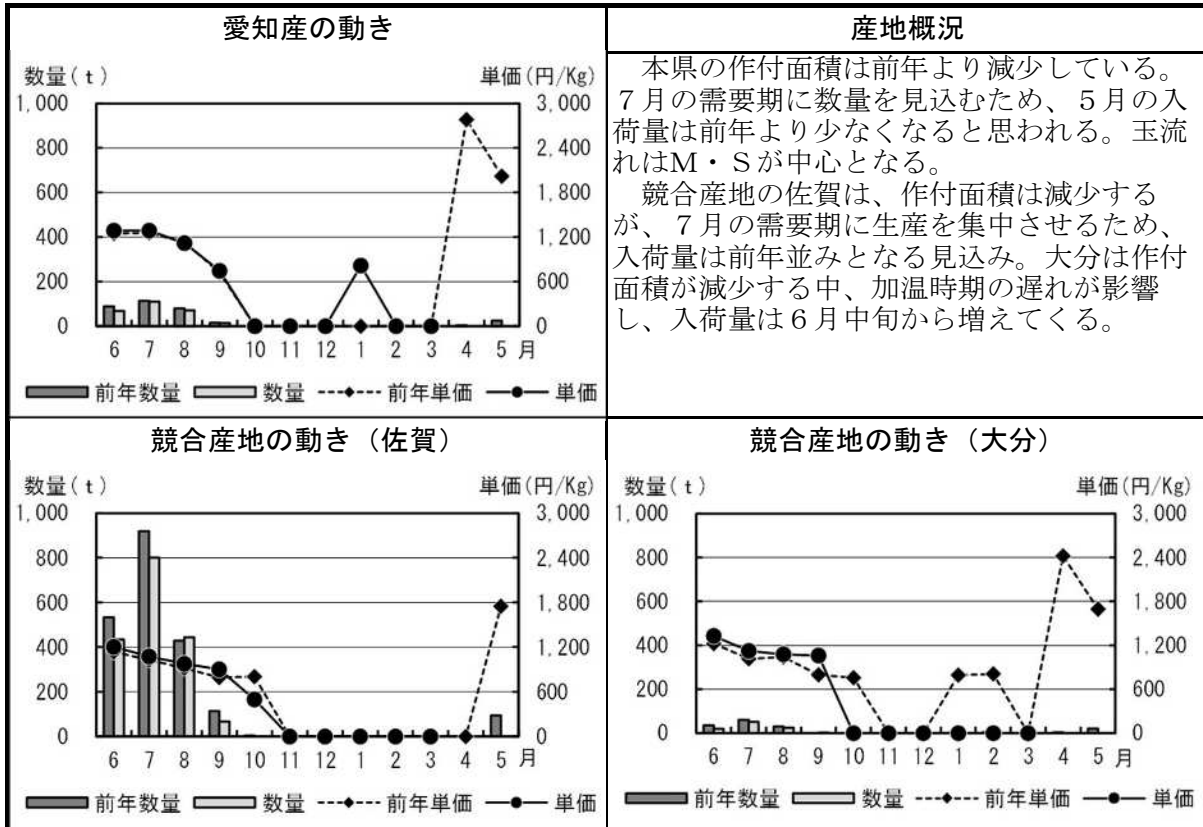 愛知産の動き
数量(t)
単価(円/Kg)
1,000
800
600
400
200
0
3,000
2,400
1,800
1,200
600
0
6 7 8 9 10 11 12 1 2 3 4 5 月
前年数量 数量 前年単価 単価
産地概況
本県の作付面積は前年より減少している。
7月の需要期に数量を見込むため、5月の入
荷量は前年より少なくなると思われる。玉流
れはM・Sが中心となる。
競合産地の佐賀は、作付面積は減少する
が、7月の需要期に生産を集中させるため、
入荷量は前年並みとなる見込み。大分は作付
面積が減少する中、加温時期の遅れが影響
し、入荷量は6月中旬から増えてくる。
競合産地の動き(佐賀)
数量(t)
単価(円/Kg)
1,000
800
600
400
200
0
3,000
2,400
1,800
1,200
600
0
6 7 8 9 10 11 12 1 2 3 4 5 月
前年数量 数量 前年単価 単価
競合産地の動き(大分)
数量(t)
単価(円/Kg)
1,000
800
600
400
200
0
3,000
2,400
1,800
1,200
600
0
6 7 8 9 10 11 12 1 2 3 4 5 月
前年数量 数量 前年単価 単価